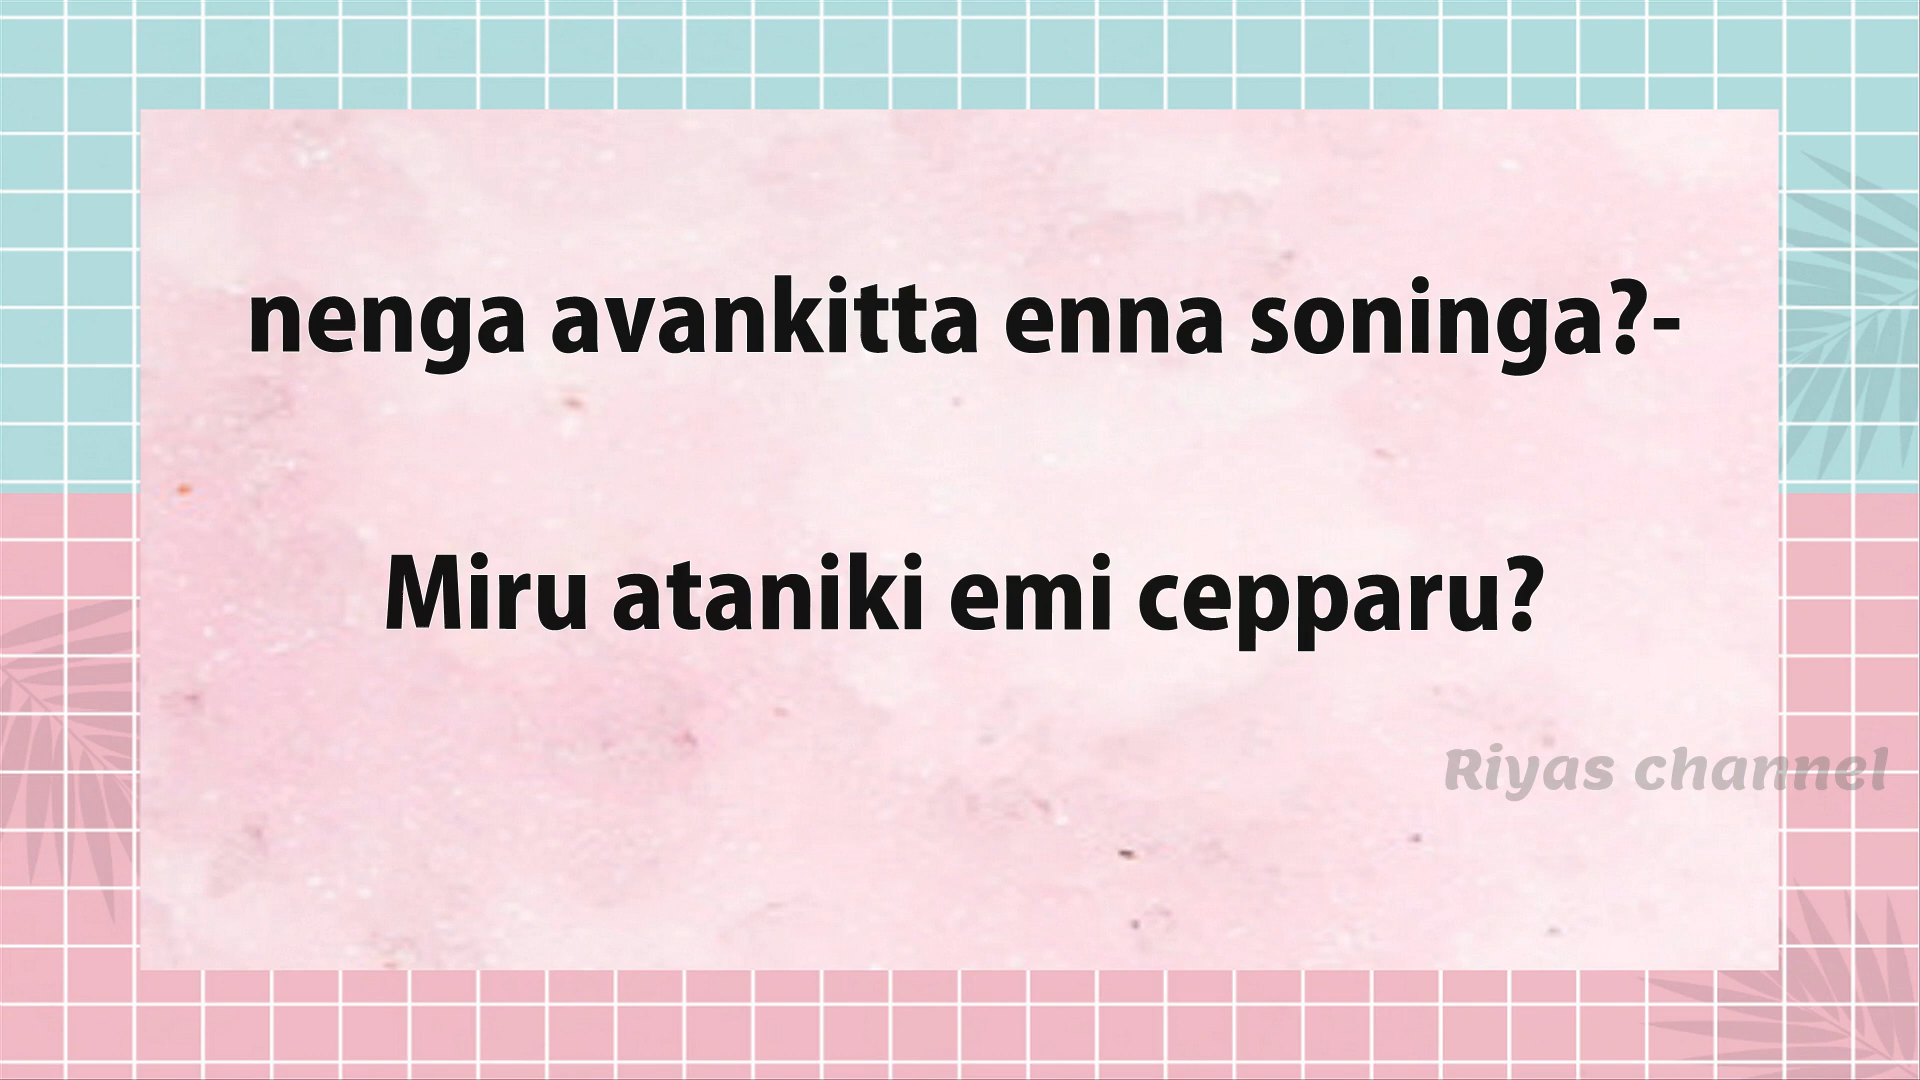 nenga avankitta enna soninga?-
Miru ataniki emi cepparu?
Riyas channel